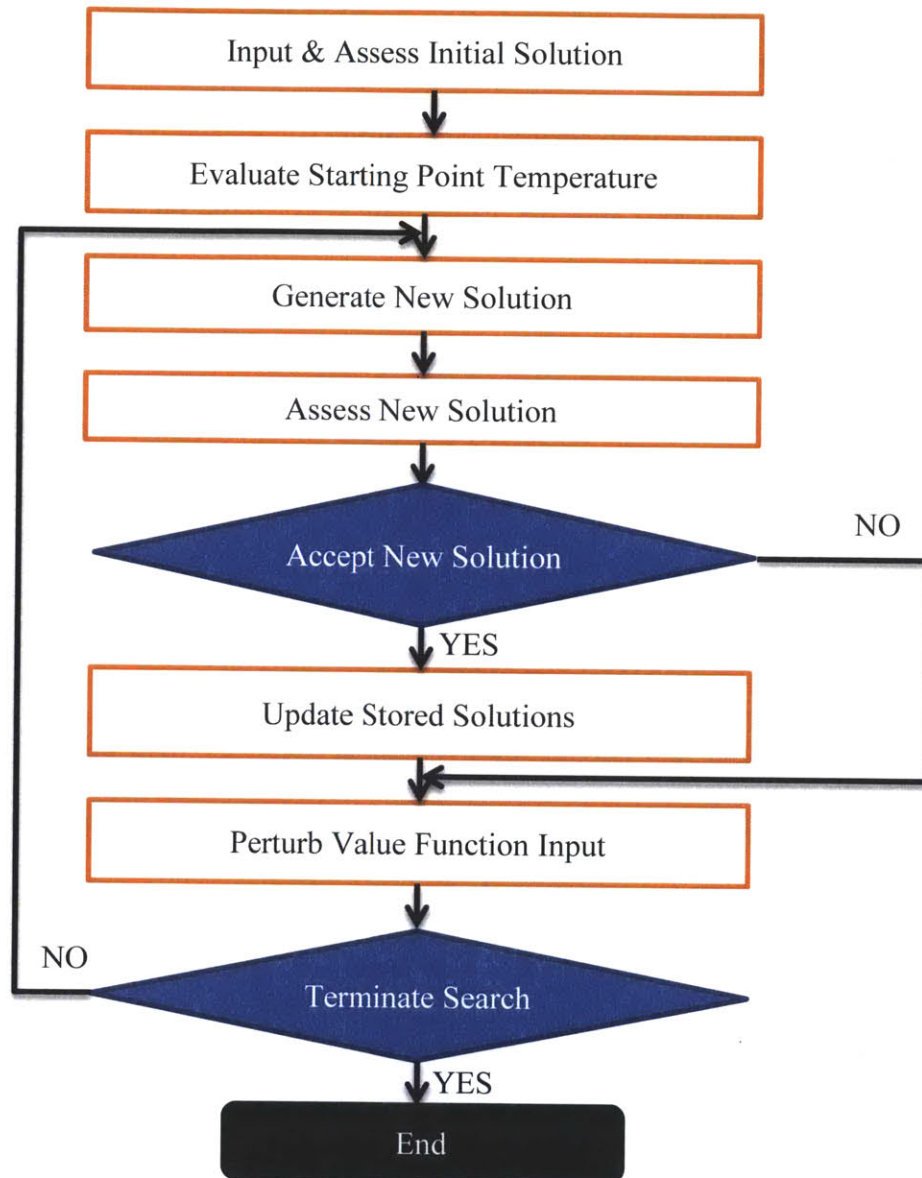 Input & Assess Initial Solution
Evaluate Starting Point Temperature
Generate New Solution
Assess New Solution
Accept New Solution
NO
YES
Update Stored Solutions
Perturb Value Function Input
NO
Terminate Search
YES
End